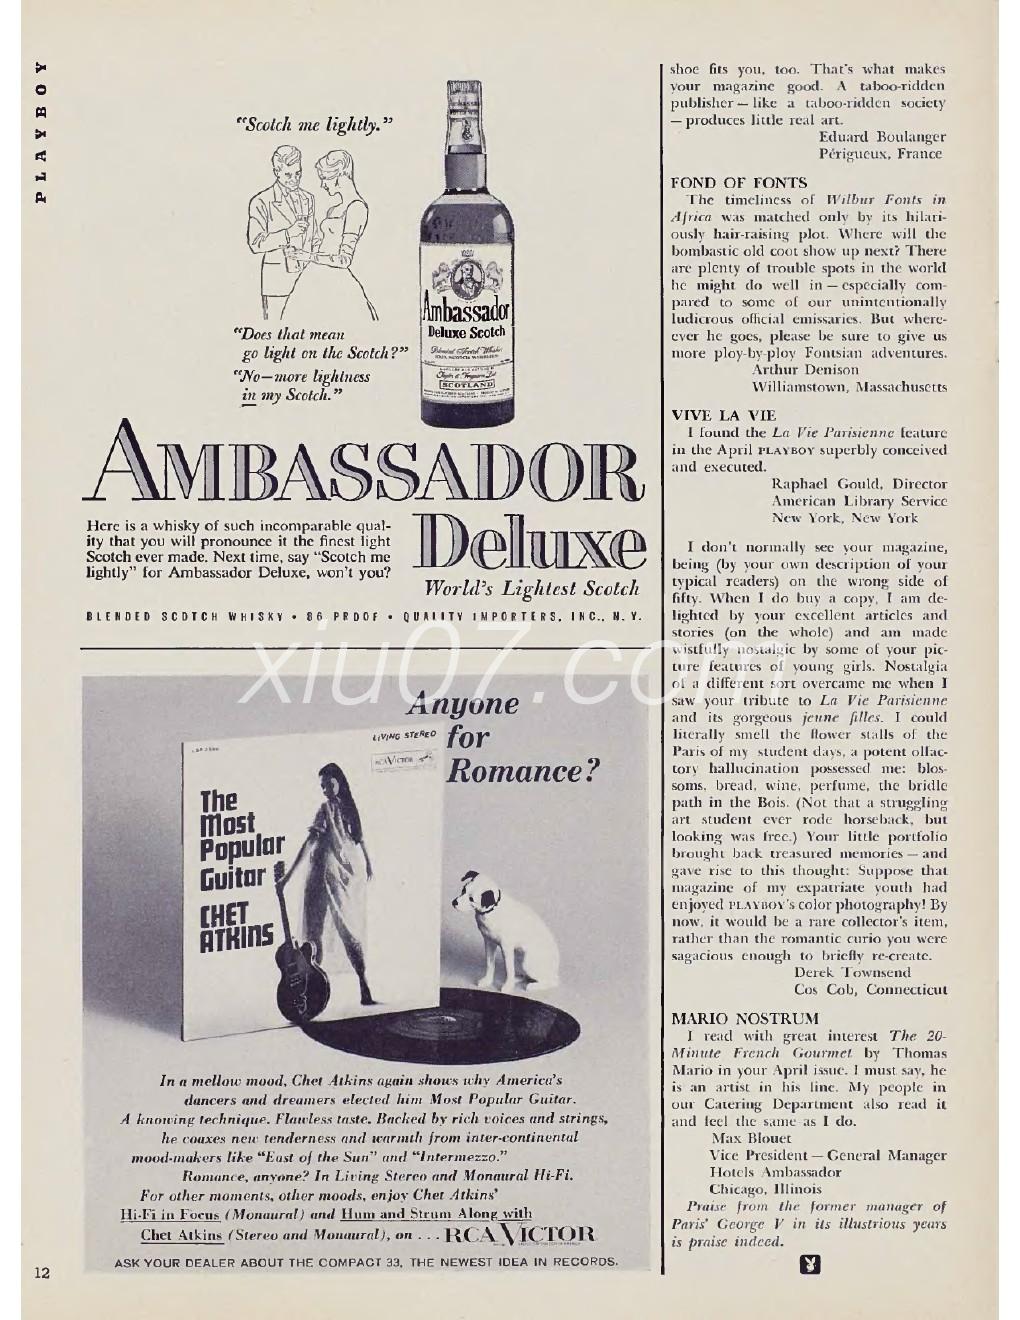 PLAYBOY
"Scotch me lightly."
"Does that mean
go light on the Scotch?"
"No—more lightness
in my Scotch."
Ambassador
Deluxe Scotch
SCOTLAND
AMBASSADOR
Deluxe
Here is a whisky of such incomparable qual-
ity that you will pronounce it the finest light
Scotch ever made. Next time, say "Scotch me
lightly" for Ambassador Deluxe, won't you?
World's Lightest Scotch
BLENDED SCOTCH WHISKY • 86 PROOF • QUALITY IMPORTERS, INC., N. Y.
xiu07.com
Anyone
for
Romance?
LIVING STEREO
RCA VICTOR
The
Most
Popular
Guitar
CHET
ATKINS
In a mellow mood, Chet Atkins again shows why America's
dancers and dreamers elected him Most Popular Guitar.
A knowing technique. Flawless taste. Backed by rich voices and strings,
he coaxes new tenderness and warmth from inter-continental
mood-makers like "East of the Sun" and "Intermezzo."
Romance, anyone? In Living Stereo and Monaural Hi-Fi.
For other moments, other moods, enjoy Chet Atkins'
Hi-Fi in Focus (Monaural) and Hum and Strum Along with
Chet Atkins (Stereo and Monaural), on . . . RCA VICTOR
ASK YOUR DEALER ABOUT THE COMPACT 33, THE NEWEST IDEA IN RECORDS.
12
shoe fits you, too. That's what makes
your magazine good. A taboo-ridden
publisher — like a taboo-ridden society
— produces little real art.
Eduard Boulanger
Périgueux, France
FOND OF FONTS
The timeliness of Wilbur Fonts in
Africa was matched only by its hilari-
ously hair-raising plot. Where will the
bombastic old coot show up next? There
are plenty of trouble spots in the world
he might do well in — especially com-
pared to some of our unintentionally
ludicrous official emissaries. But where-
ever he goes, please be sure to give us
more ploy-by-ploy Fontsian adventures.
Arthur Denison
Williamstown, Massachusetts
VIVE LA VIE
I found the La Vie Parisienne feature
in the April PLAYBOY superbly conceived
and executed.
Raphael Gould, Director
American Library Service
New York, New York
I don't normally see your magazine,
being (by your own description of your
typical readers) on the wrong side of
fifty. When I do buy a copy, I am de-
lighted by your excellent articles and
stories (on the whole) and am made
wistfully nostalgic by some of your pic-
ture features of young girls. Nostalgia
of a different sort overcame me when I
saw your tribute to La Vie Parisienne
and its gorgeous jeune filles. I could
literally smell the flower stalls of the
Paris of my student days, a potent olfac-
tory hallucination possessed me: blos-
soms, bread, wine, perfume, the bridle
path in the Bois. (Not that a struggling
art student ever rode horseback, but
looking was free.) Your little portfolio
brought back treasured memories — and
gave rise to this thought: Suppose that
magazine of my expatriate youth had
enjoyed PLAYBOY's color photography! By
now, it would be a rare collector's item,
rather than the romantic curio you were
sagacious enough to briefly re-create.
Derek Townsend
Cos Cob, Connecticut
MARIO NOSTRUM
I read with great interest The 20-
Minute French Gourmet by Thomas
Mario in your April issue. I must say, he
is an artist in his line. My people in
our Catering Department also read it
and feel the same as I do.
Max Blouet
Vice President — General Manager
Hotels Ambassador
Chicago, Illinois
Praise from the former manager of
Paris' George V in its illustrious years
is praise indeed.